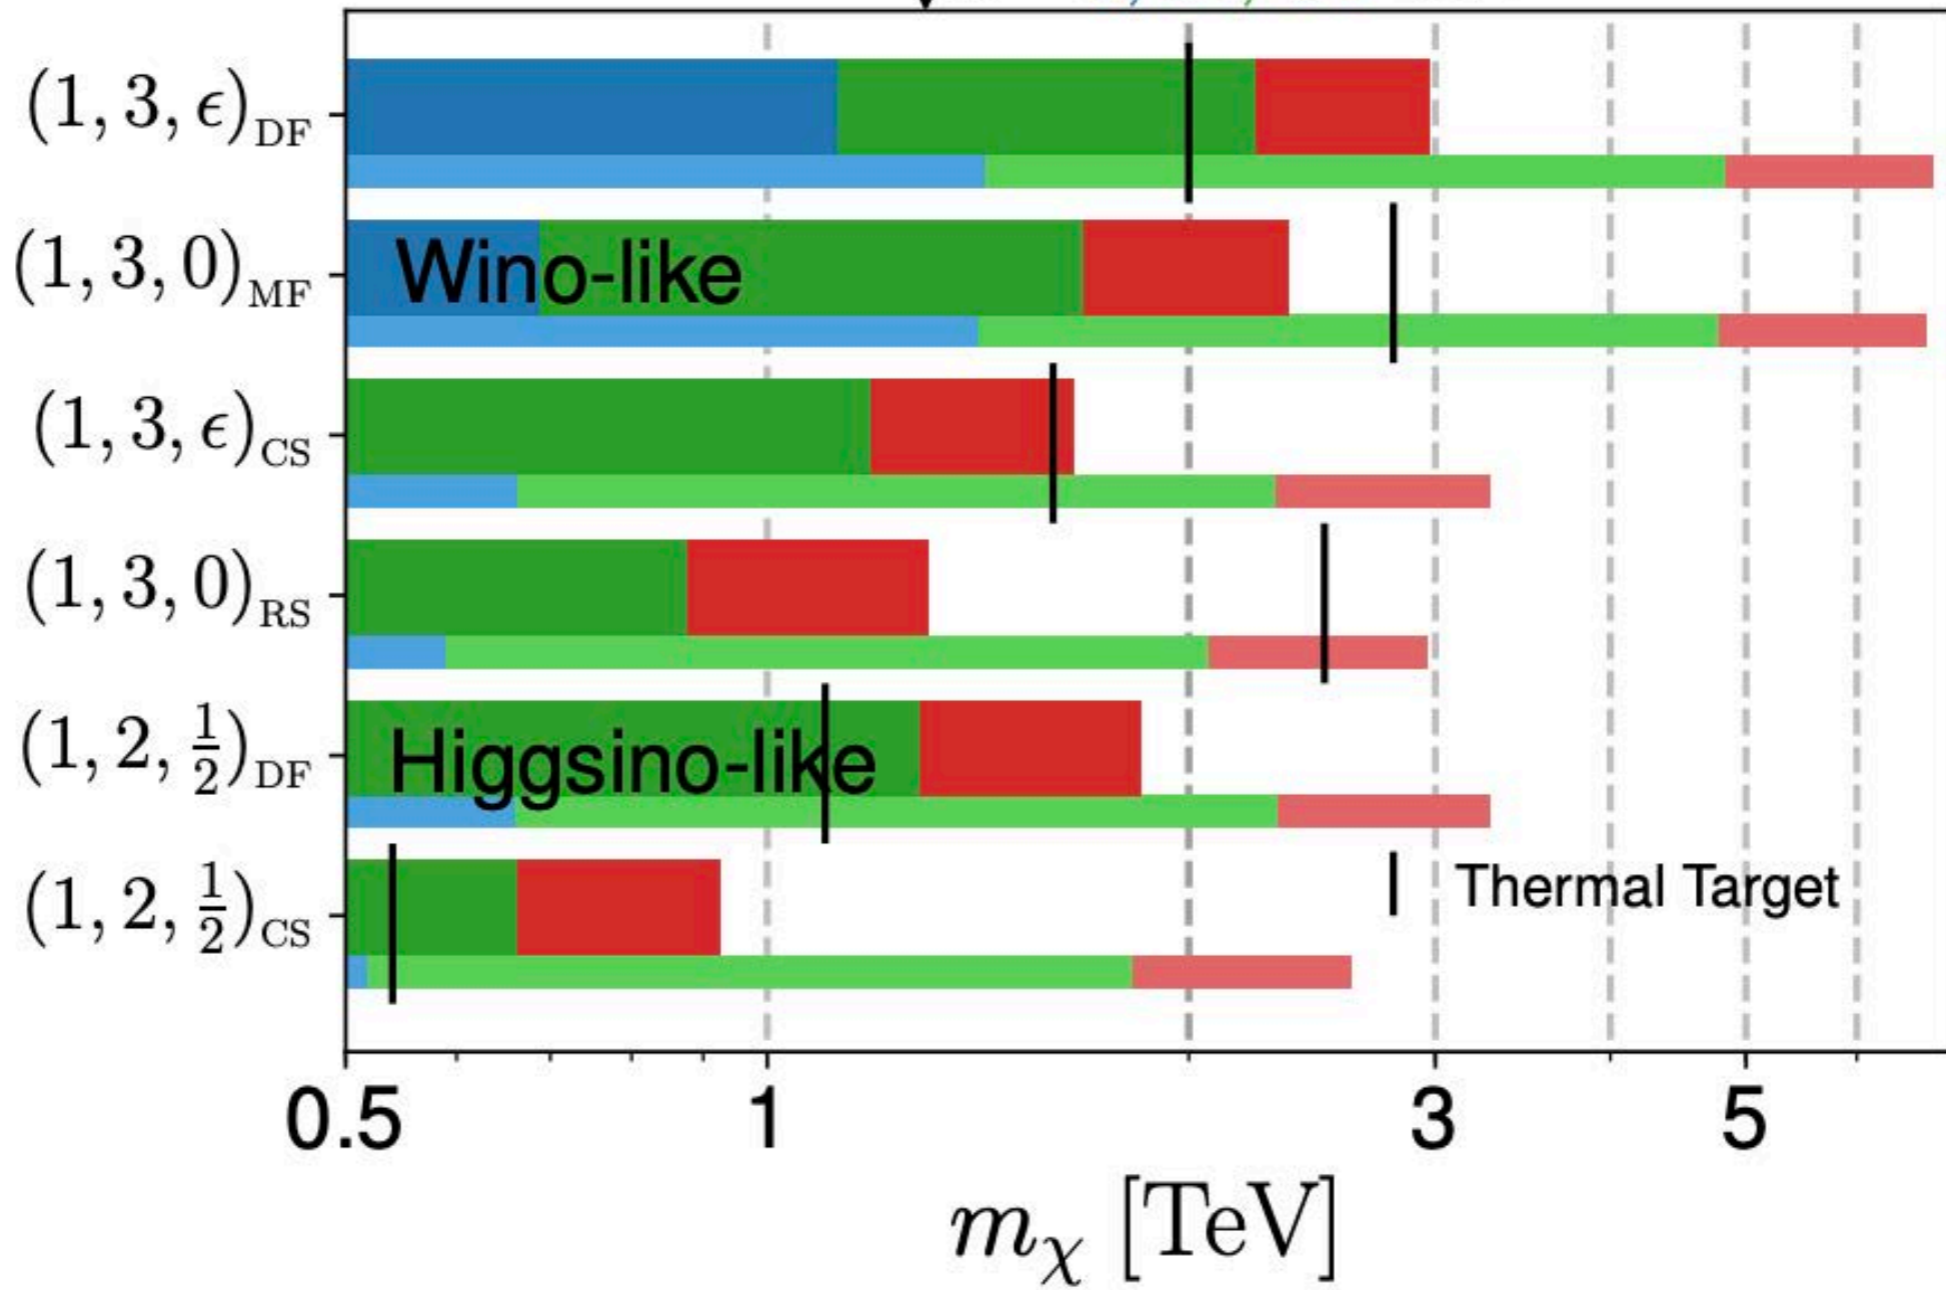 (1, 3, ϵ)DF
(1, 3, 0)MF
Wino-like
(1, 3, ϵ)CS
(1, 3, 0)RS
(1, 2, 1/2)DF
Higgsino-like
(1, 2, 1/2)CS
Thermal Target
0.5 1 3 5
mχ [TeV]